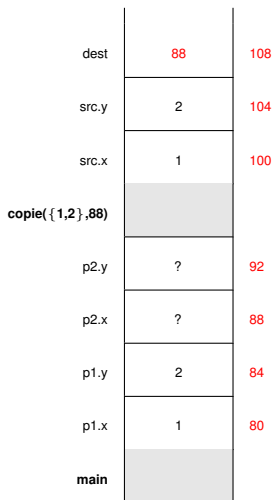 dest 88 108
src.y 2 104
src.x 1 100
copie({1,2},88)
p2.y ? 92
p2.x ? 88
p1.y 2 84
p1.x 1 80
main